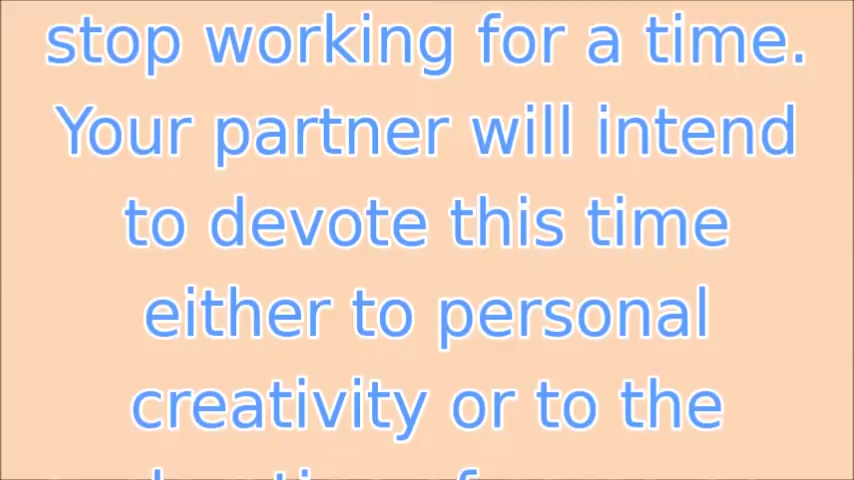 stop working for a time.
Your partner will intend
to devote this time
either to personal
creativity or to the